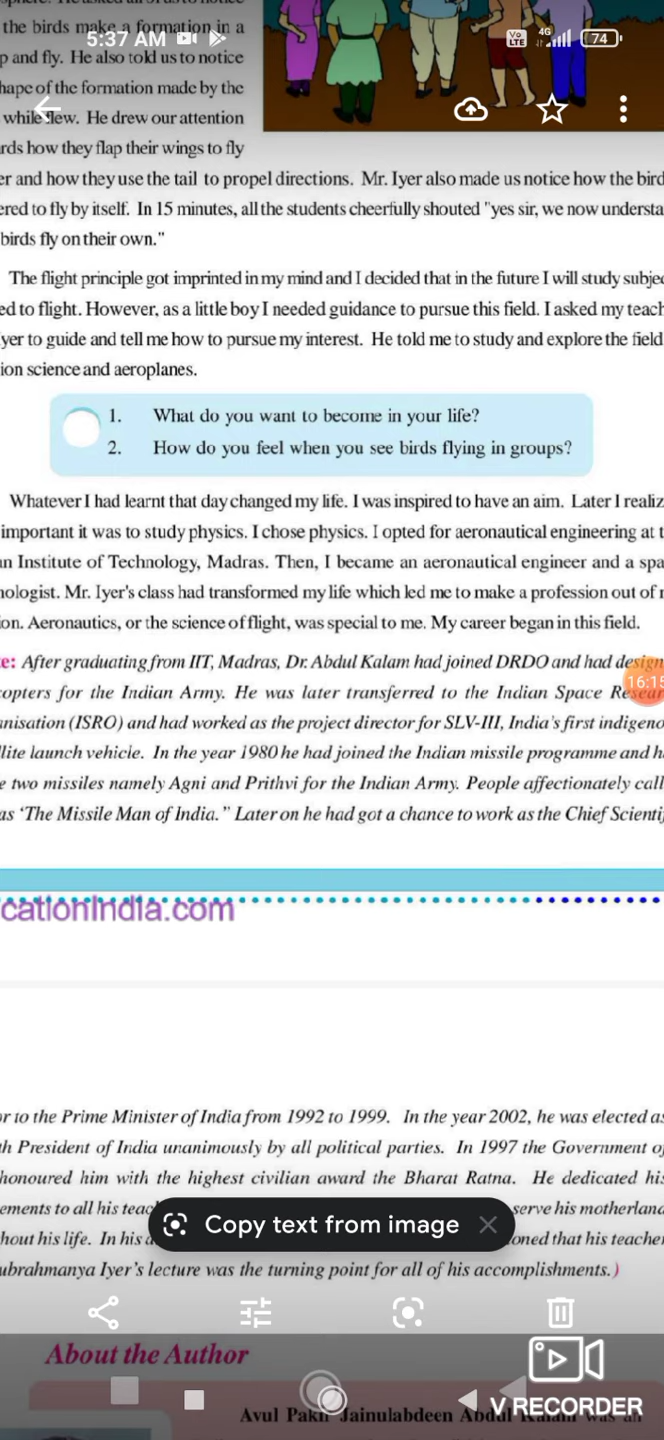 the birds make a formation in a
5:37 AM
4G
Vo LTE
74
p and fly. He also told us to notice
hape of the formation made by the
while flew. He drew our attention
rds how they flap their wings to fly
er and how they use the tail to propel directions. Mr. Iyer also made us notice how the bird
ered to fly by itself. In 15 minutes, all the students cheerfully shouted "yes sir, we now understa
birds fly on their own."
The flight principle got imprinted in my mind and I decided that in the future I will study subjec
ed to flight. However, as a little boy I needed guidance to pursue this field. I asked my teach
yer to guide and tell me how to pursue my interest. He told me to study and explore the field
ion science and aeroplanes.
1. What do you want to become in your life?
2. How do you feel when you see birds flying in groups?
Whatever I had learnt that day changed my life. I was inspired to have an aim. Later I realiz
important it was to study physics. I chose physics. I opted for aeronautical engineering at t
an Institute of Technology, Madras. Then, I became an aeronautical engineer and a spa
nologist. Mr. Iyer's class had transformed my life which led me to make a profession out of m
ion. Aeronautics, or the science of flight, was special to me. My career began in this field.
te: After graduating from IIT, Madras, Dr. Abdul Kalam had joined DRDO and had design
copters for the Indian Army. He was later transferred to the Indian Space Resear
16:15
anisation (ISRO) and had worked as the project director for SLV-III, India's first indigeno
llite launch vehicle. In the year 1980 he had joined the Indian missile programme and ha
e two missiles namely Agni and Prithvi for the Indian Army. People affectionately call
as 'The Missile Man of India." Later on he had got a chance to work as the Chief Scientif
cationIndia.com
or to the Prime Minister of India from 1992 to 1999. In the year 2002, he was elected as
th President of India unanimously by all political parties. In 1997 the Government of
honoured him with the highest civilian award the Bharat Ratna. He dedicated his
ements to all his teac serve his motherland
Copy text from image
hout his life. In his a oned that his teacher
ubrahmanya Iyer's lecture was the turning point for all of his accomplishments.)
About the Author
V RECORDER
Avul Pakir Jainulabdeen Abdul Kalam was an